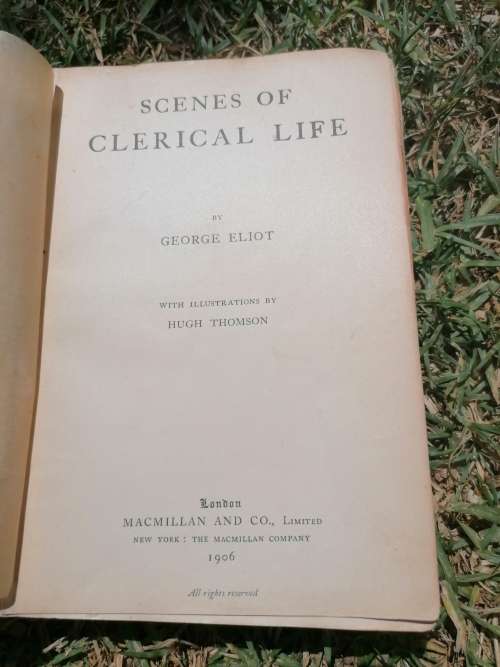 SCENES OF
CLERICAL LIFE
BY
GEORGE ELIOT
WITH ILLUSTRATIONS BY
HUGH THOMSON
London
MACMILLAN AND CO., LIMITED
NEW YORK : THE MACMILLAN COMPANY
1906
All rights reserved